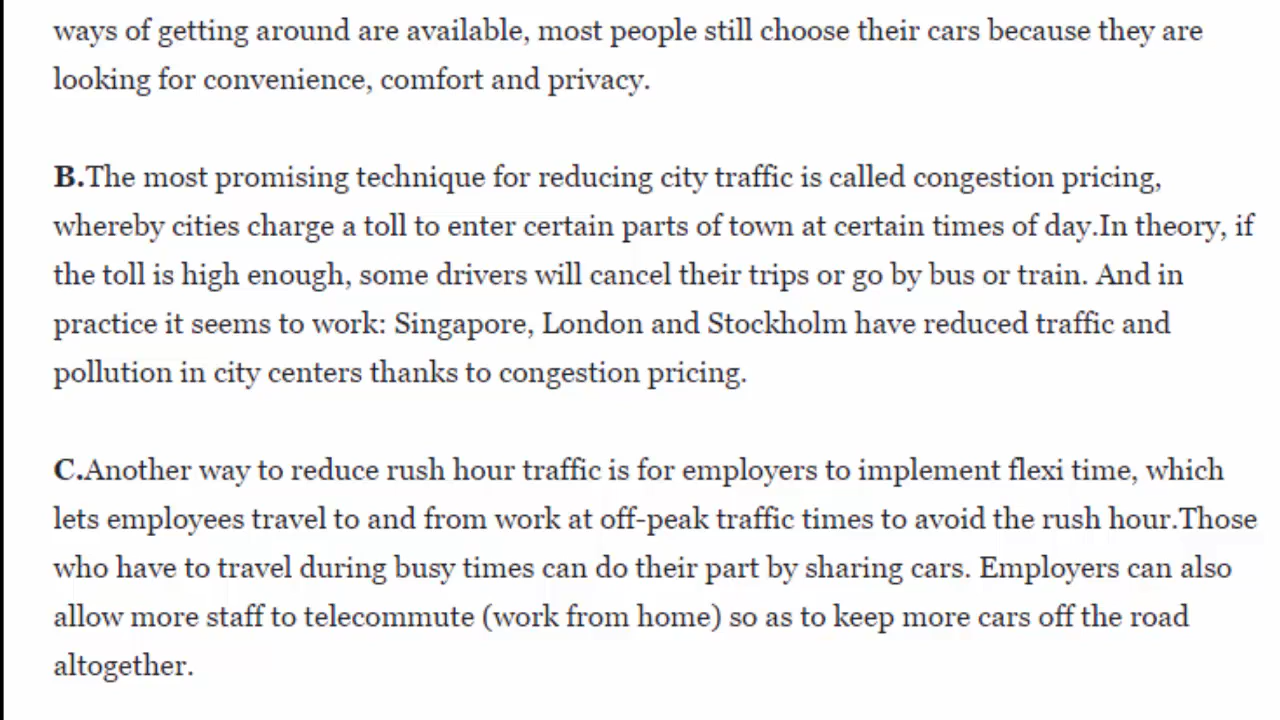 ways of getting around are available, most people still choose their cars because they are
looking for convenience, comfort and privacy.
B.The most promising technique for reducing city traffic is called congestion pricing,
whereby cities charge a toll to enter certain parts of town at certain times of day.In theory, if
the toll is high enough, some drivers will cancel their trips or go by bus or train. And in
practice it seems to work: Singapore, London and Stockholm have reduced traffic and
pollution in city centers thanks to congestion pricing.
C.Another way to reduce rush hour traffic is for employers to implement flexi time, which
lets employees travel to and from work at off-peak traffic times to avoid the rush hour.Those
who have to travel during busy times can do their part by sharing cars. Employers can also
allow more staff to telecommute (work from home) so as to keep more cars off the road
altogether.